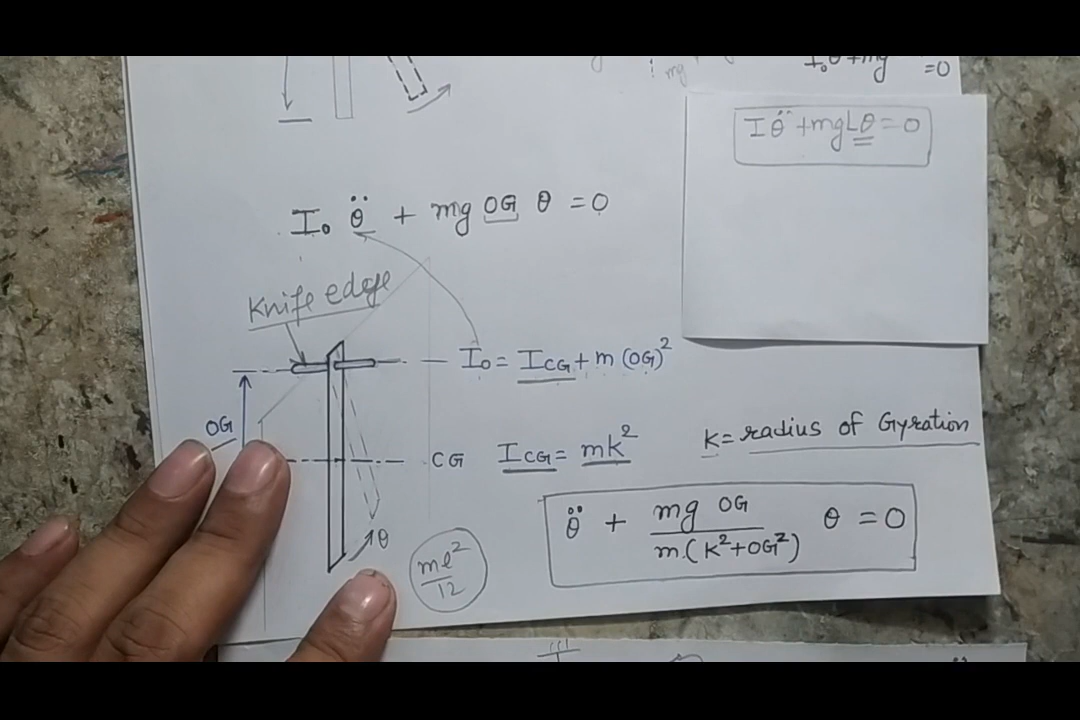 =0
Iθ̈ + mgLθ = 0
I₀ θ̈ + mg OG θ = 0
Knife edge
I₀ = I_CG + m (OG)²
OG
CG
I_CG = mk²
K = radius of Gyration
θ̈ + mg OG / m.(K² + OG²) θ = 0
θ
mℓ²/12